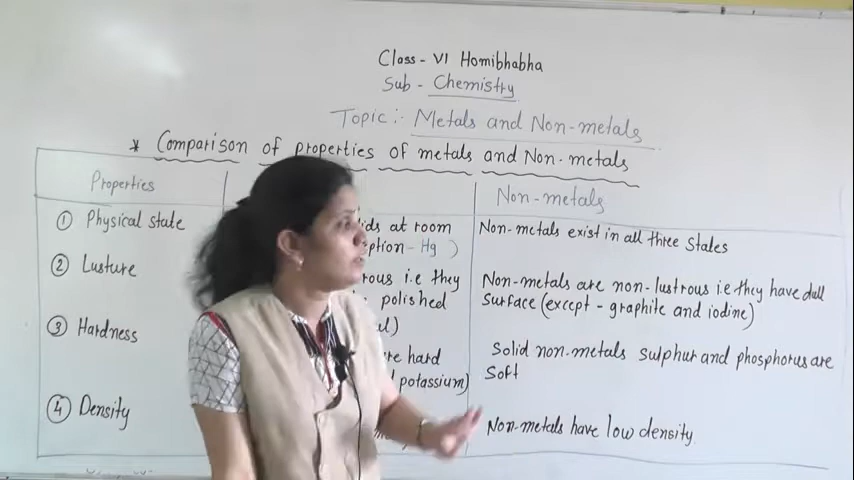 Class - VI Homibhabha
Sub - Chemistry
Topic :- Metals and Non-metals
* Comparison of properties of metals and Non-metals
Properties
Non-metals
① Physical state
at room
- Hg )
Non-metals exist in all three States
② Lusture
i.e they
polished
Non-metals are non-lustrous i.e they have dull
surface (except - graphite and iodine)
③ Hardness
hard
potassium)
Solid non-metals sulphur and phosphorus are
soft
④ Density
Non-metals have low density